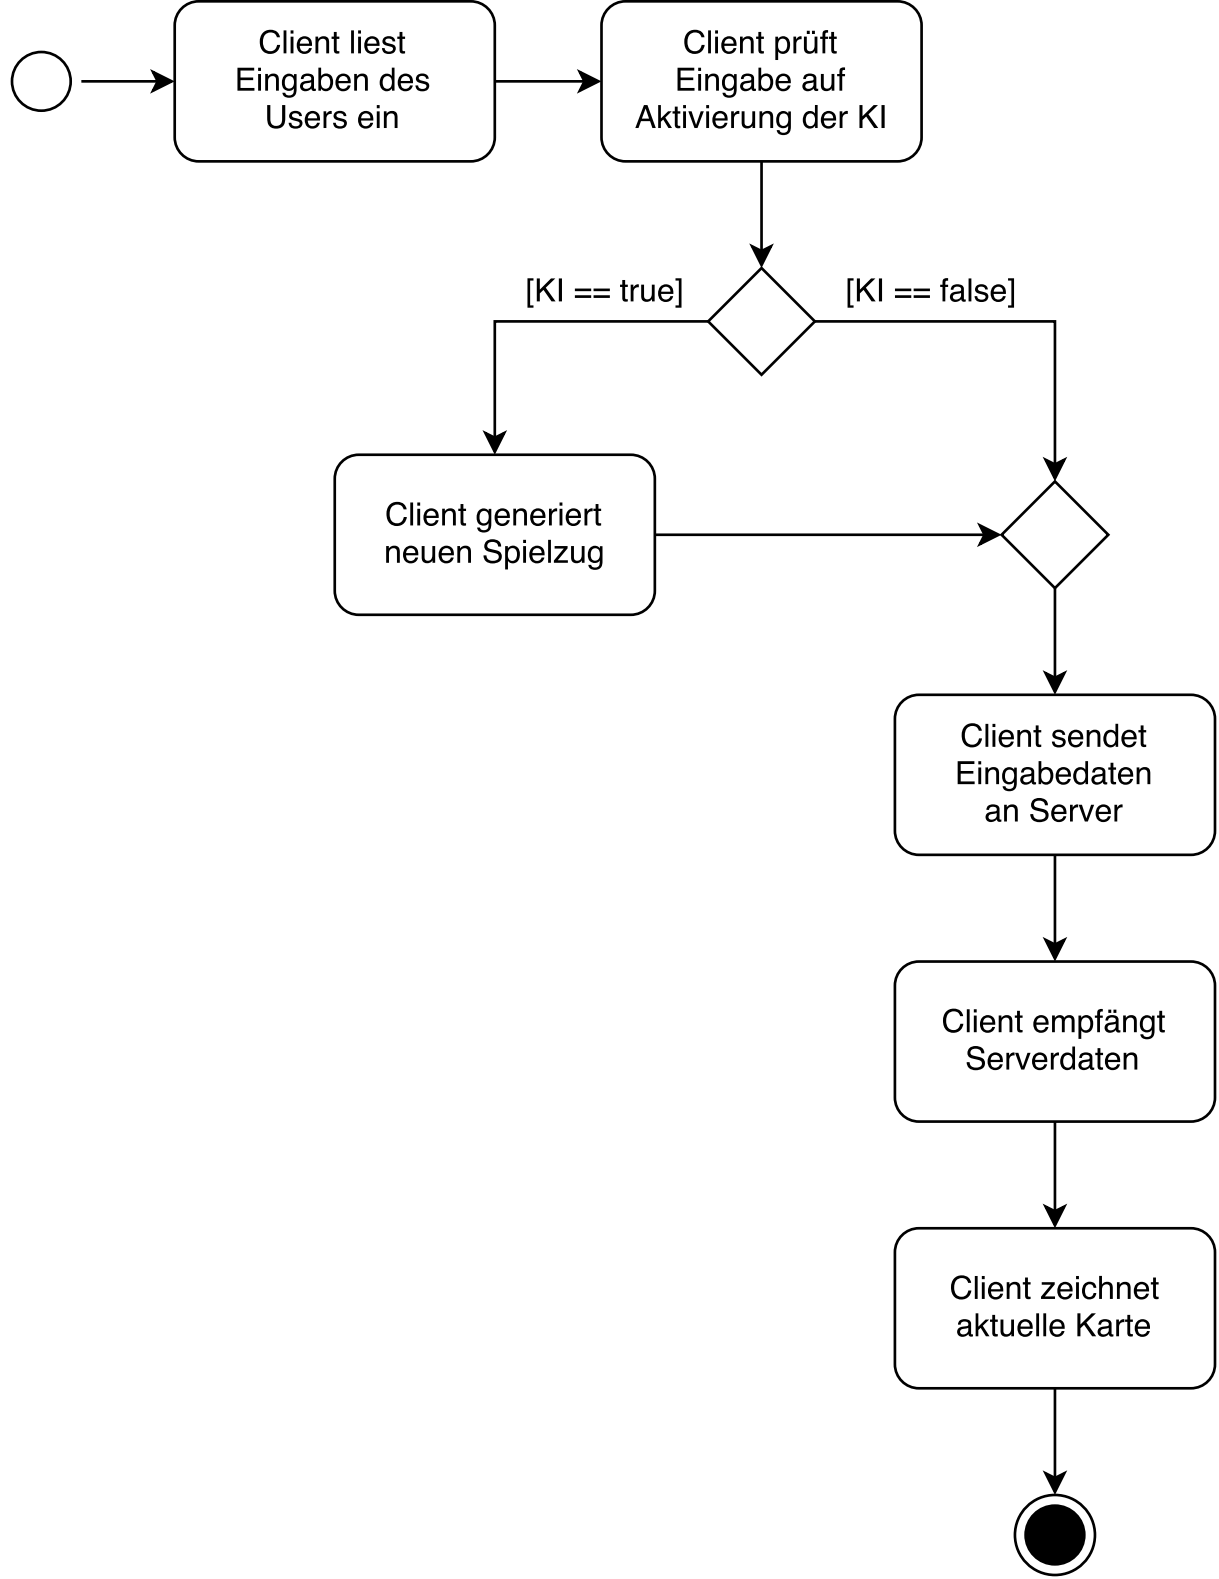 Client liest
Eingaben des
Users ein
Client prüft
Eingabe auf
Aktivierung der KI
[KI == true]
[KI == false]
Client generiert
neuen Spielzug
Client sendet
Eingabedaten
an Server
Client empfängt
Serverdaten
Client zeichnet
aktuelle Karte